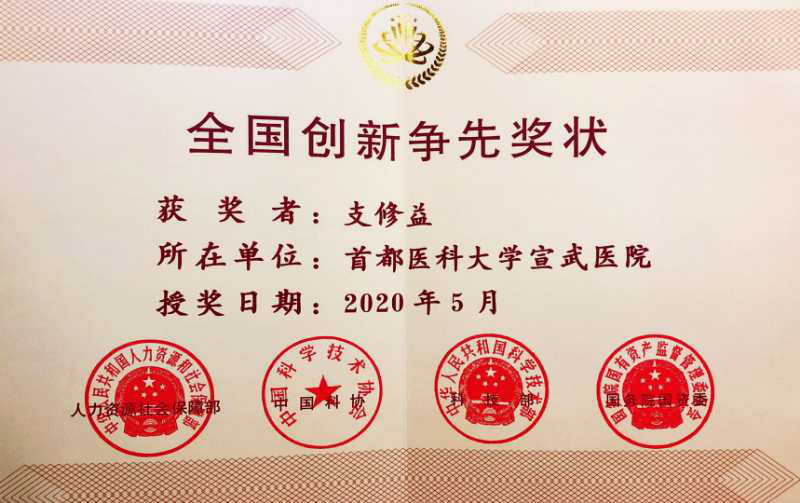 全国创新争先奖状
获奖者：支修益
所在单位：首都医科大学宣武医院
授奖日期：2020年5月
中华人民共和国人力资源和社会保障部
人力资源社会保障部
中国科学技术协会
中国科协
中华人民共和国科学技术部
科技部
国务院国有资产监督管理委员会
国务院国资委